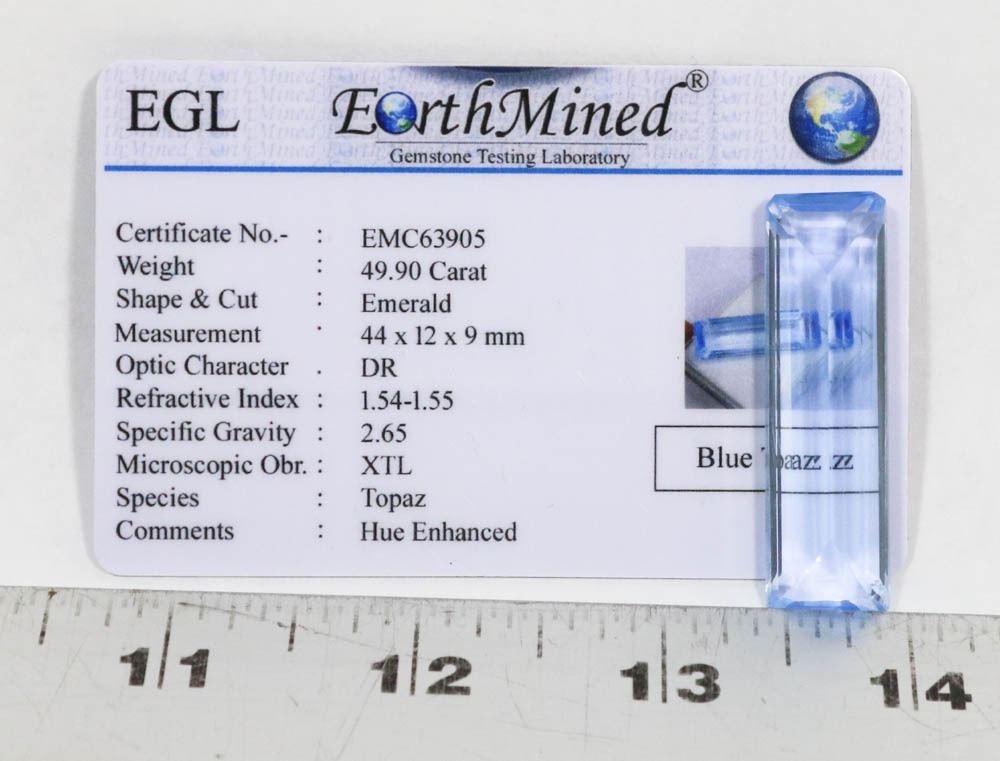 EGL
EarthMined®
Gemstone Testing Laboratory
Certificate No.- : EMC63905
Weight : 49.90 Carat
Shape & Cut : Emerald
Measurement : 44 x 12 x 9 mm
Optic Character . DR
Refractive Index : 1.54-1.55
Specific Gravity : 2.65
Microscopic Obr. : XTL
Species : Topaz
Comments : Hue Enhanced
Blue
11 12 13 14